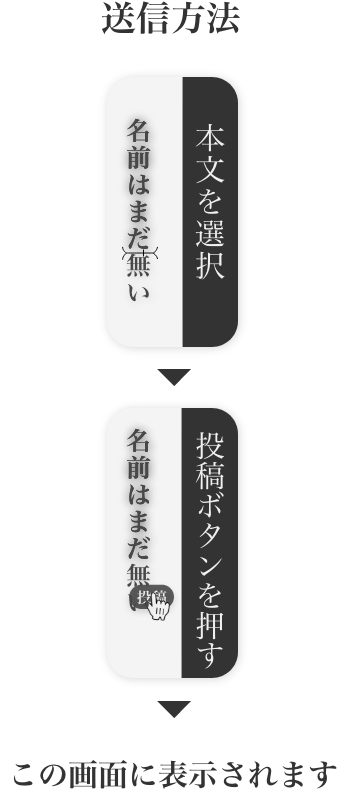 送信方法
本文を選択
名前はまだ無い
投稿ボタンを押す
名前はまだ無い
投稿
この画面に表示されます